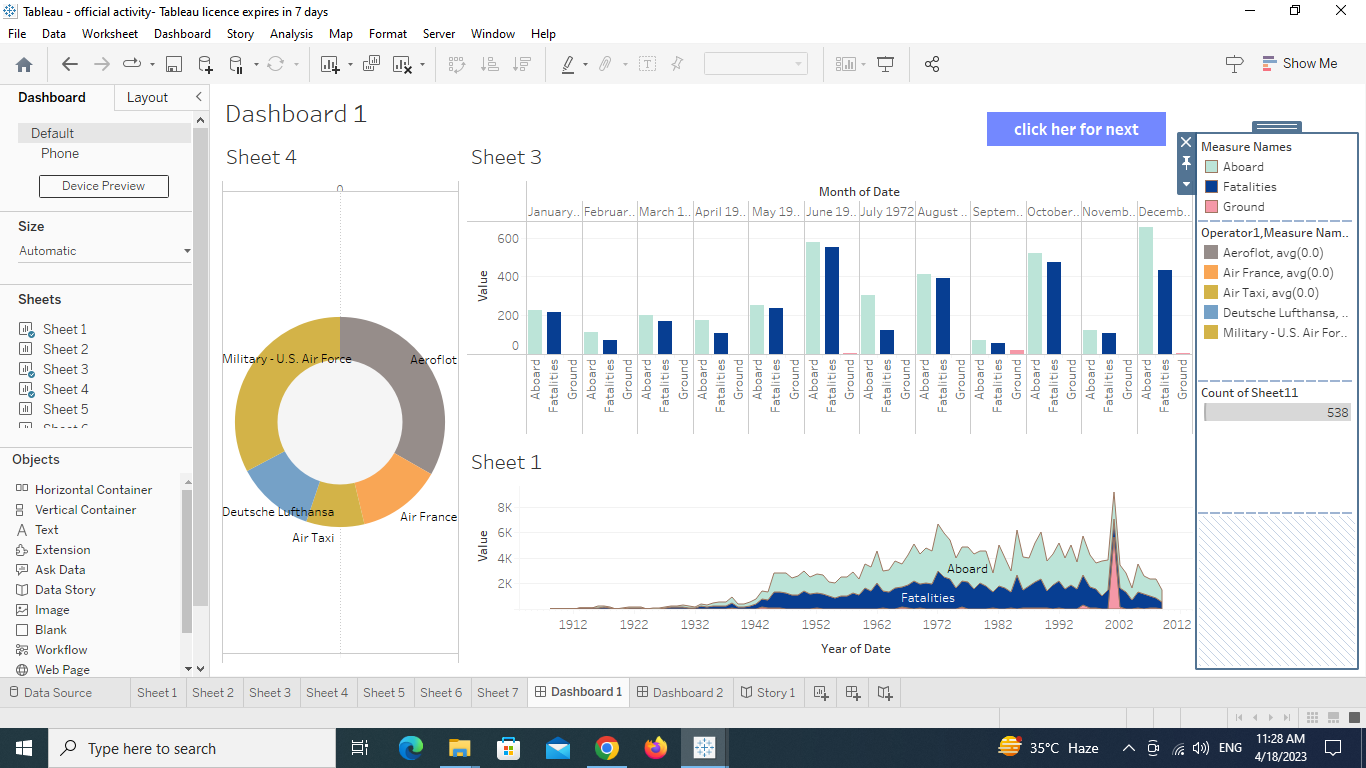 Tableau - official activity- Tableau licence expires in 7 days
File Data Worksheet Dashboard Story Analysis Map Format Server Window Help
Show Me
Dashboard Layout
Default
Phone
Device Preview
Size
Automatic
Sheets
Sheet 1
Sheet 2
Sheet 3
Sheet 4
Sheet 5
Objects
Horizontal Container
Vertical Container
Text
Extension
Ask Data
Data Story
Image
Blank
Workflow
Web Page
Dashboard 1
click her for next
Sheet 4
0
Military - U.S. Air Force
Aeroflot
Deutsche Lufthansa
Air France
Air Taxi
Sheet 3
Month of Date
January.. Februar.. March 1.. April 19.. May 19.. June 19.. July 1972 August .. Septem.. October.. Novemb.. Decemb..
Value
600
400
200
0
Aboard Fatalities Ground Aboard Fatalities Ground Aboard Fatalities Ground Aboard Fatalities Ground Aboard Fatalities Ground Aboard Fatalities Ground Aboard Fatalities Ground Aboard Fatalities Ground Aboard Fatalities Ground Aboard Fatalities Ground Aboard Fatalities Ground Aboard Fatalities Ground
Sheet 1
Value
8K
6K
4K
2K
Aboard
Fatalities
1912 1922 1932 1942 1952 1962 1972 1982 1992 2002 2012
Year of Date
Measure Names
Aboard
Fatalities
Ground
Operator1,Measure Nam..
Aeroflot, avg(0.0)
Air France, avg(0.0)
Air Taxi, avg(0.0)
Deutsche Lufthansa, ..
Military - U.S. Air For..
Count of Sheet11
538
Data Source Sheet 1 Sheet 2 Sheet 3 Sheet 4 Sheet 5 Sheet 6 Sheet 7 Dashboard 1 Dashboard 2 Story 1
Type here to search
35°C Haze
ENG
11:28 AM
4/18/2023